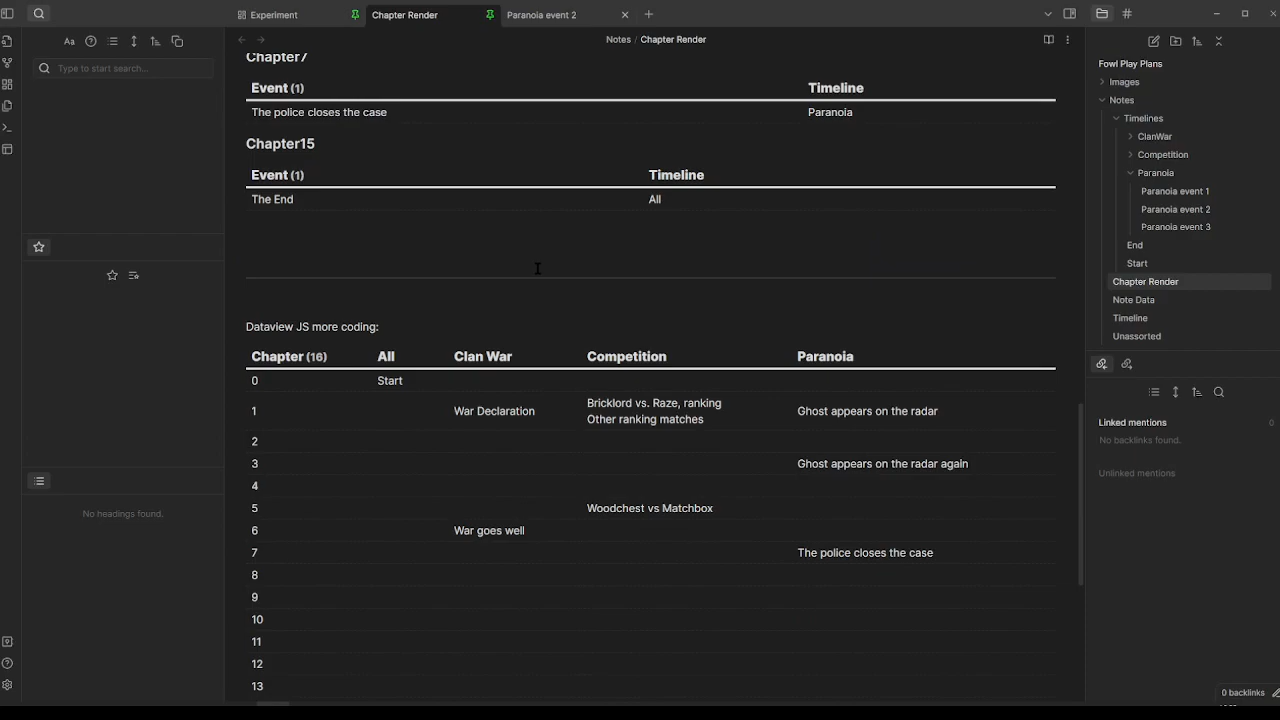 Experiment
Chapter Render
Paranoia event 2
Aa
Type to start search...
No headings found.
Notes / Chapter Render
Chapter7
Event (1) Timeline
The police closes the case Paranoia
Chapter15
Event (1) Timeline
The End All
Dataview JS more coding:
Chapter (16) All Clan War Competition Paranoia
0 Start
1 War Declaration Bricklord vs. Raze, ranking Ghost appears on the radar
Other ranking matches
2
3 Ghost appears on the radar again
4
5 Woodchest vs Matchbox
6 War goes well
7 The police closes the case
8
9
10
11
12
13
Fowl Play Plans
Images
Notes
Timelines
ClanWar
Competition
Paranoia
Paranoia event 1
Paranoia event 2
Paranoia event 3
End
Start
Chapter Render
Note Data
Timeline
Unassorted
Linked mentions 0
No backlinks found.
Unlinked mentions
0 backlinks